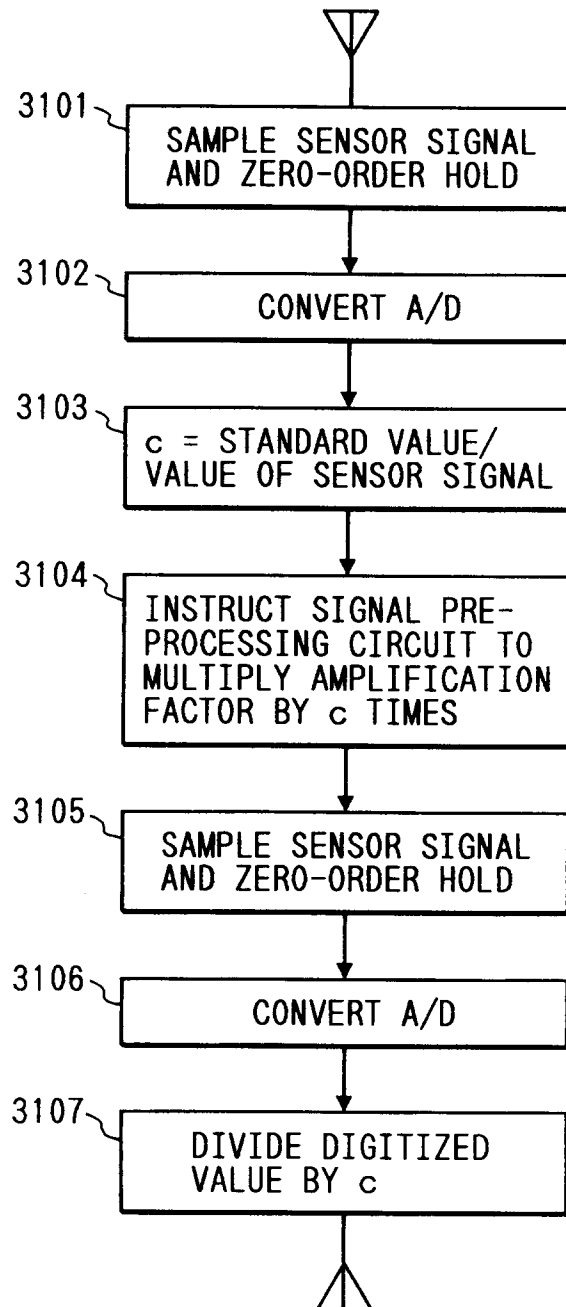 3101
SAMPLE SENSOR SIGNAL
AND ZERO-ORDER HOLD
3102
CONVERT A/D
3103
c = STANDARD VALUE/
VALUE OF SENSOR SIGNAL
3104
INSTRUCT SIGNAL PRE-
PROCESSING CIRCUIT TO
MULTIPLY AMPLIFICATION
FACTOR BY c TIMES
3105
SAMPLE SENSOR SIGNAL
AND ZERO-ORDER HOLD
3106
CONVERT A/D
3107
DIVIDE DIGITIZED
VALUE BY c